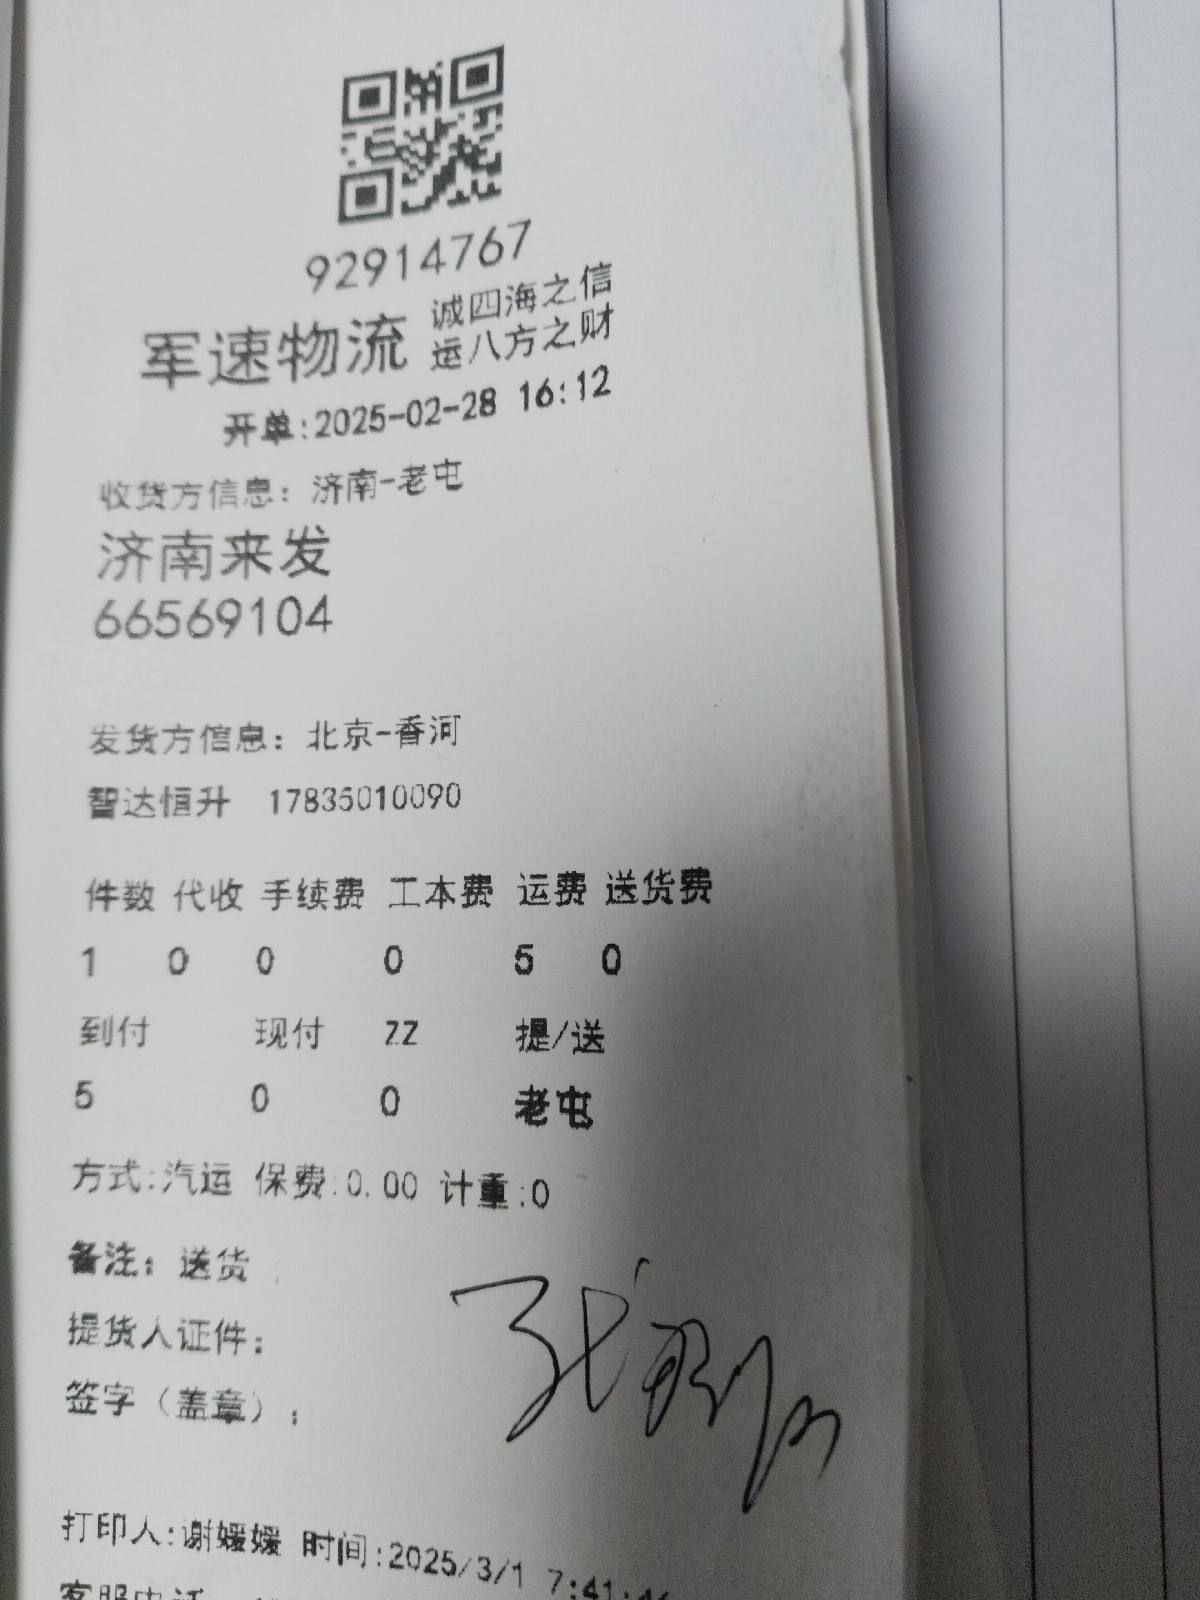 92914767
军速物流 诚四海之信
运八方之财
开单:2025-02-28 16:12
收货方信息: 济南-老屯
济南来发
66569104
发货方信息: 北京-香河
智达恒升 17835010090
件数 代收 手续费 工本费 运费 送货费
1 0 0 0 5 0
到付 现付 ZZ 提/送
5 0 0 老屯
方式:汽运 保费:0.00 计重:0
备注: 送货
提货人证件:
签字（盖章）:
打印人:谢媛媛 时间:2025/3/1 7:41:
客服电话